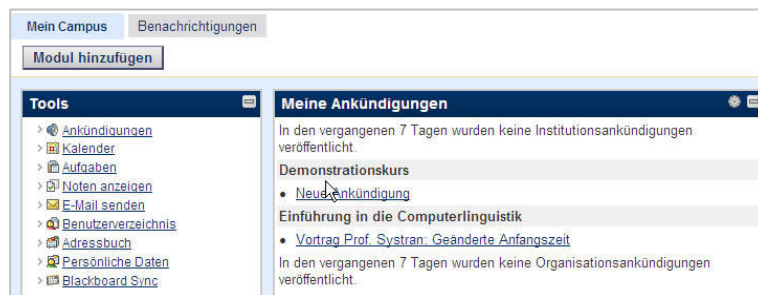 Mein Campus
Benachrichtigungen
Modul hinzufügen
Tools
Ankündigungen
Kalender
Aufgaben
Noten anzeigen
E-Mail senden
Benutzerverzeichnis
Adressbuch
Persönliche Daten
Blackboard Sync
Meine Ankündigungen
In den vergangenen 7 Tagen wurden keine Institutionsankündigungen
veröffentlicht.
Demonstrationskurs
Neue Ankündigung
Einführung in die Computerlinguistik
Vortrag Prof. Systran: Geänderte Anfangszeit
In den vergangenen 7 Tagen wurden keine Organisationsankündigungen
veröffentlicht.